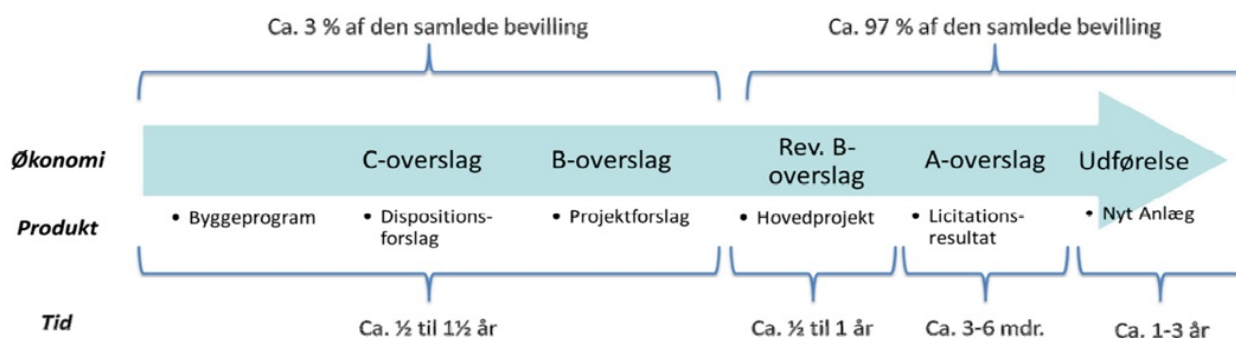 Ca. 3 % af den samlede bevilling
Ca. 97 % af den samlede bevilling
Økonomi
C-overslag
B-overslag
Rev. B-
overslag
A-overslag
Udførelse
Produkt
• Byggeprogram
• Dispositions-
forslag
• Projektforslag
• Hovedprojekt
• Licitations-
resultat
• Nyt Anlæg
Tid
Ca. ½ til 1½ år
Ca. ½ til 1 år
Ca. 3-6 mdr.
Ca. 1-3 år